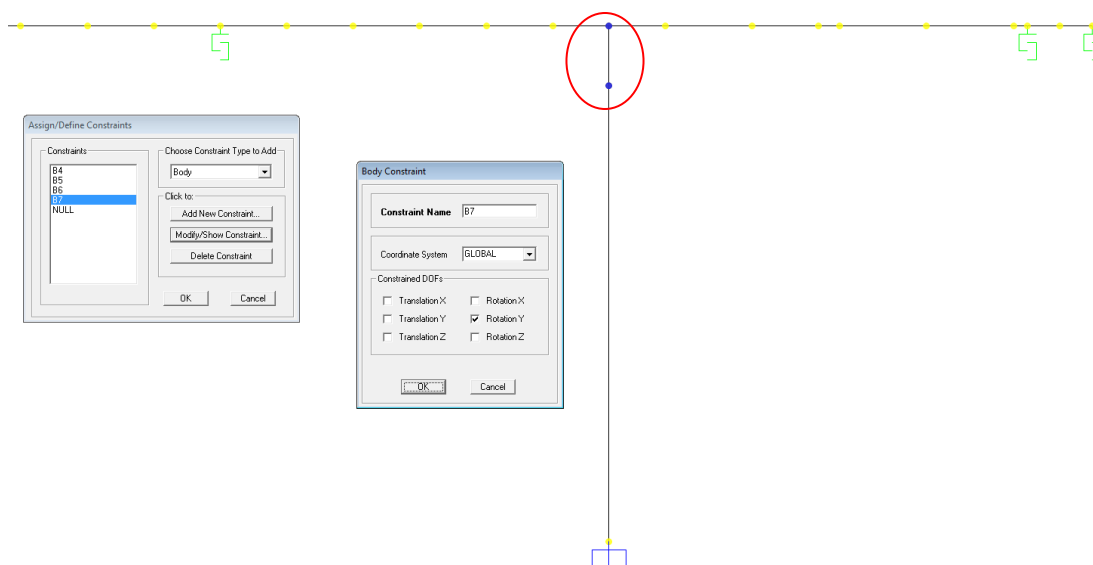 Assign/Define Constraints
Constraints
B4
B5
B6
B7
NULL
Choose Constraint Type to Add
Body
Click to:
Add New Constraint...
Modify/Show Constraint...
Delete Constraint
OK Cancel
Body Constraint
Constraint Name B7
Coordinate System GLOBAL
Constrained DOFs
Translation X Rotation X
Translation Y Rotation Y
Translation Z Rotation Z
OK Cancel